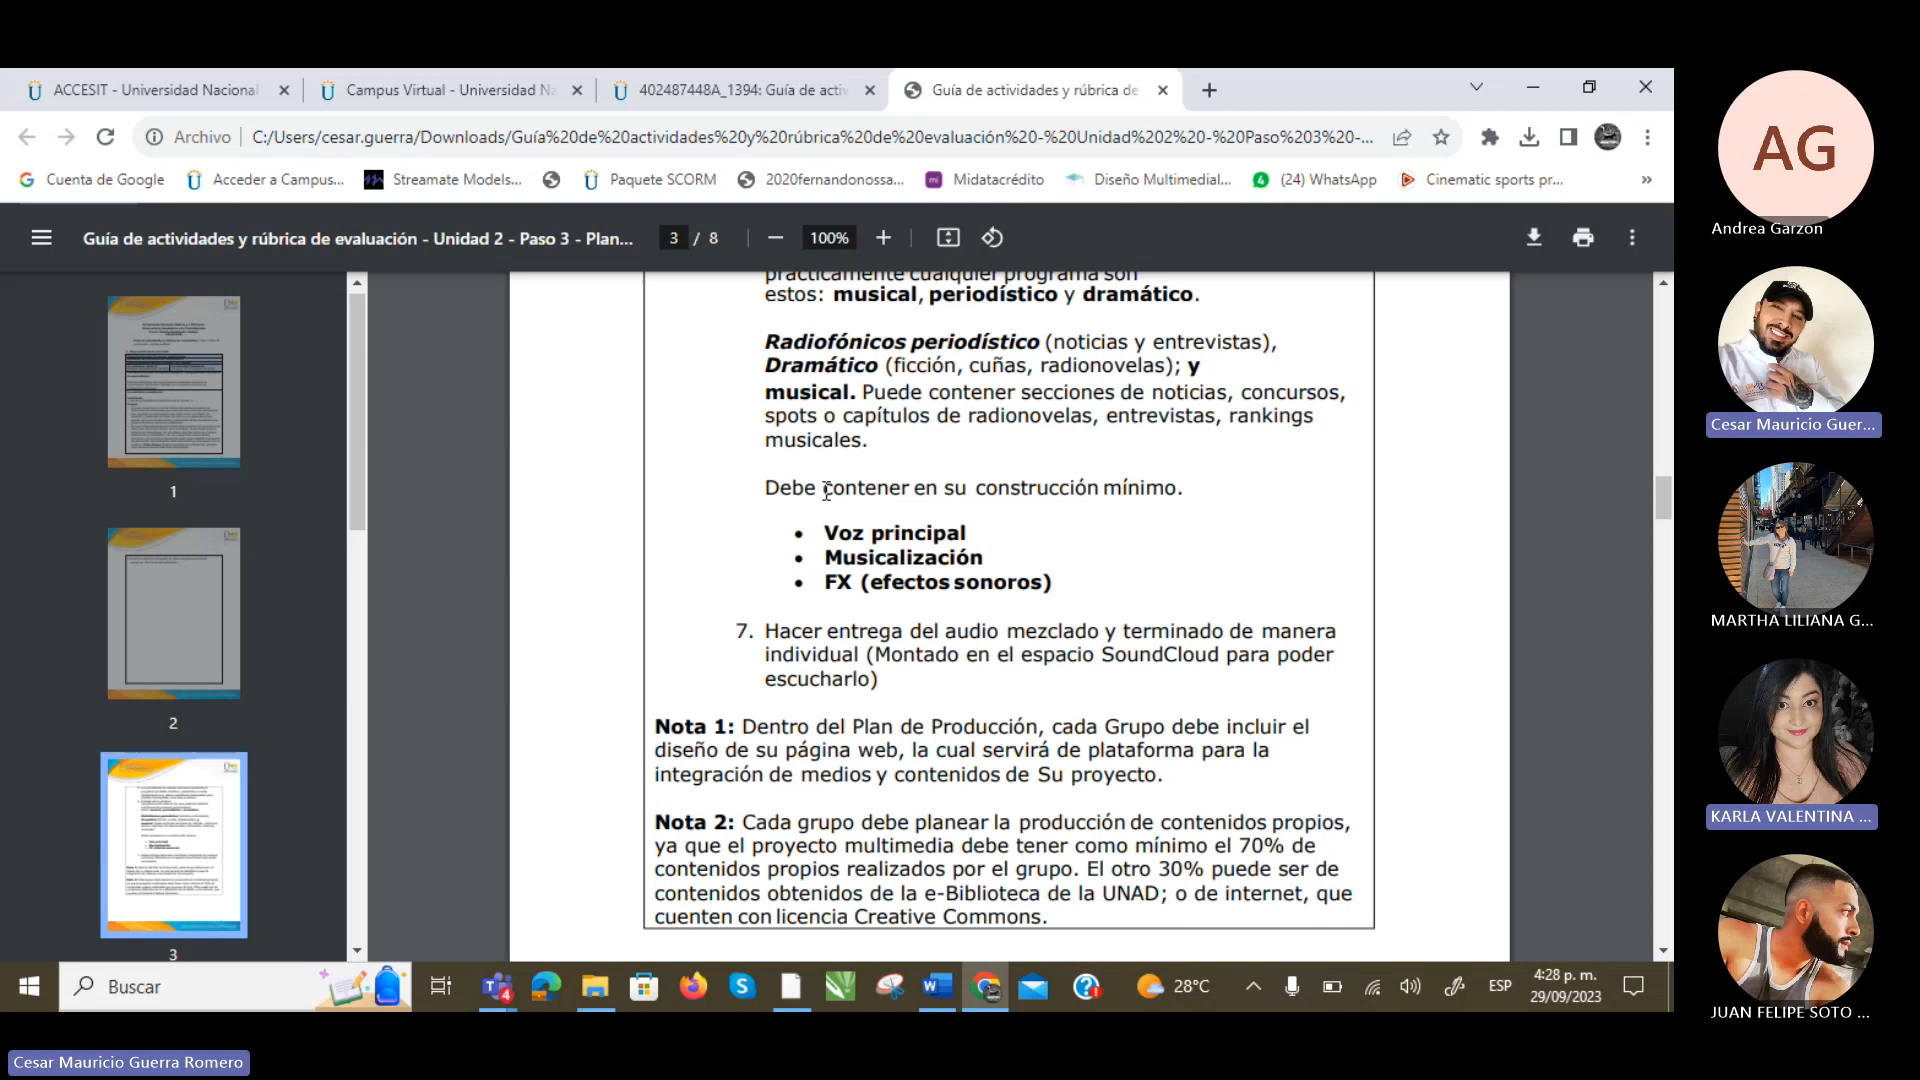 ACCESIT - Universidad Nacional
Campus Virtual - Universidad Na
402487448A_1394: Guía de activ
Guía de actividades y rúbrica de
Archivo
C:/Users/cesar.guerra/Downloads/Guía%20de%20actividades%20y%20rúbrica%20de%20evaluación%20-%20Unidad%202%20-%20Paso%203%20-...
Cuenta de Google
Acceder a Campus...
Streamate Models...
Paquete SCORM
2020fernandonossa...
Midatacrédito
Diseño Multimedial...
(24) WhatsApp
Cinematic sports pr...
»
Guía de actividades y rúbrica de evaluación - Unidad 2 - Paso 3 - Plan...
3 / 8
100%
1
2
3
prácticamente cualquier programa son
estos: musical, periodístico y dramático.
Radiofónicos periodístico (noticias y entrevistas),
Dramático (ficción, cuñas, radionovelas); y
musical. Puede contener secciones de noticias, concursos,
spots o capítulos de radionovelas, entrevistas, rankings
musicales.
Debe contener en su construcción mínimo.
• Voz principal
• Musicalización
• FX (efectos sonoros)
7. Hacer entrega del audio mezclado y terminado de manera
individual (Montado en el espacio SoundCloud para poder
escucharlo)
Nota 1: Dentro del Plan de Producción, cada Grupo debe incluir el
diseño de su página web, la cual servirá de plataforma para la
integración de medios y contenidos de Su proyecto.
Nota 2: Cada grupo debe planear la producción de contenidos propios,
ya que el proyecto multimedia debe tener como mínimo el 70% de
contenidos propios realizados por el grupo. El otro 30% puede ser de
contenidos obtenidos de la e-Biblioteca de la UNAD; o de internet, que
cuenten con licencia Creative Commons.
Buscar
4
28°C
ESP
4:28 p. m.
29/09/2023
AG
Andrea Garzón
Cesar Mauricio Guer...
MARTHA LILIANA G...
KARLA VALENTINA ...
JUAN FELIPE SOTO ...
Cesar Mauricio Guerra Romero